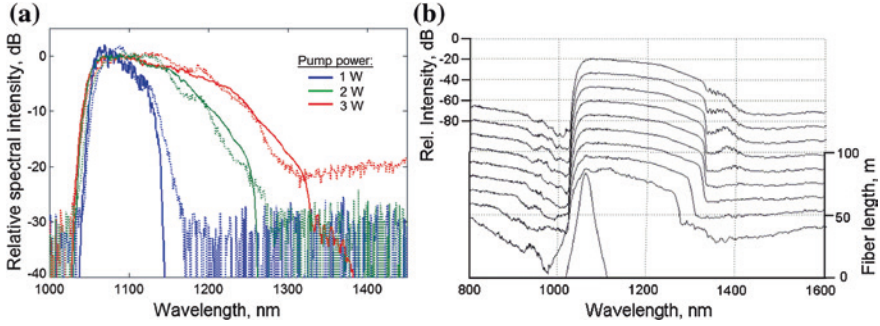 (a)
Relative spectral intensity, dB
0
-10
-20
-30
-40
1000
1100
1200
1300
1400
Wavelength, nm
Pump power:
1 W
2 W
3 W
(b)
Rel. Intensity, dB
0
-20
-40
-60
-80
800
1000
1200
1400
1600
Wavelength, nm
100
50
0
Fiber length, m